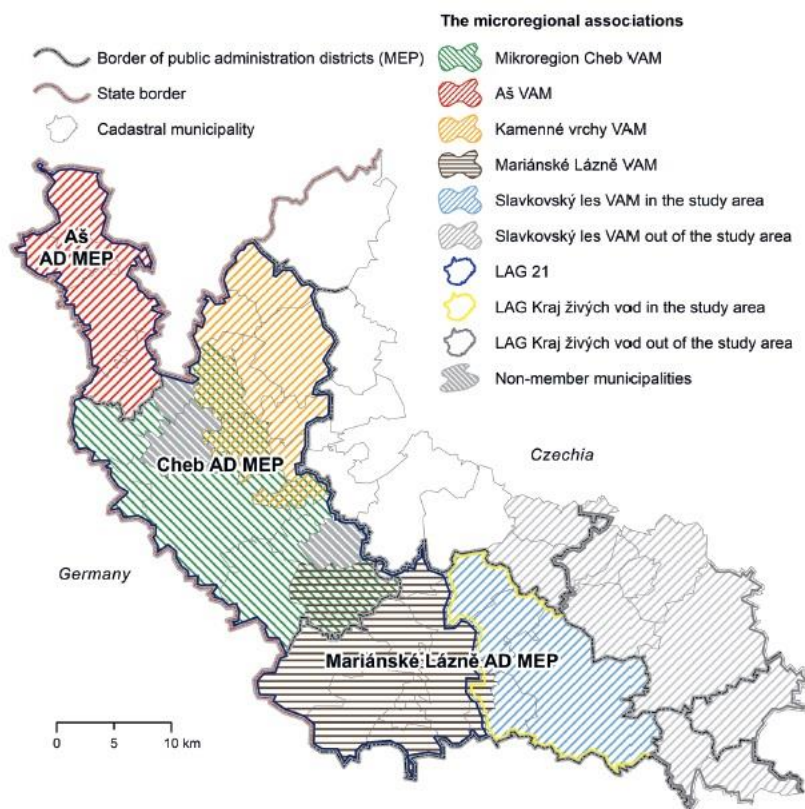 The microregional associations
Border of public administration districts (MEP)
State border
Cadastral municipality
Mikroregion Cheb VAM
Aš VAM
Kamenné vrchy VAM
Mariánské Lázně VAM
Slavkovský les VAM in the study area
Slavkovský les VAM out of the study area
LAG 21
LAG Kraj živých vod in the study area
LAG Kraj živých vod out of the study area
Non-member municipalities
Aš
AD MEP
Cheb AD MEP
Czechia
Germany
Mariánské Lázně AD MEP
0 5 10 km